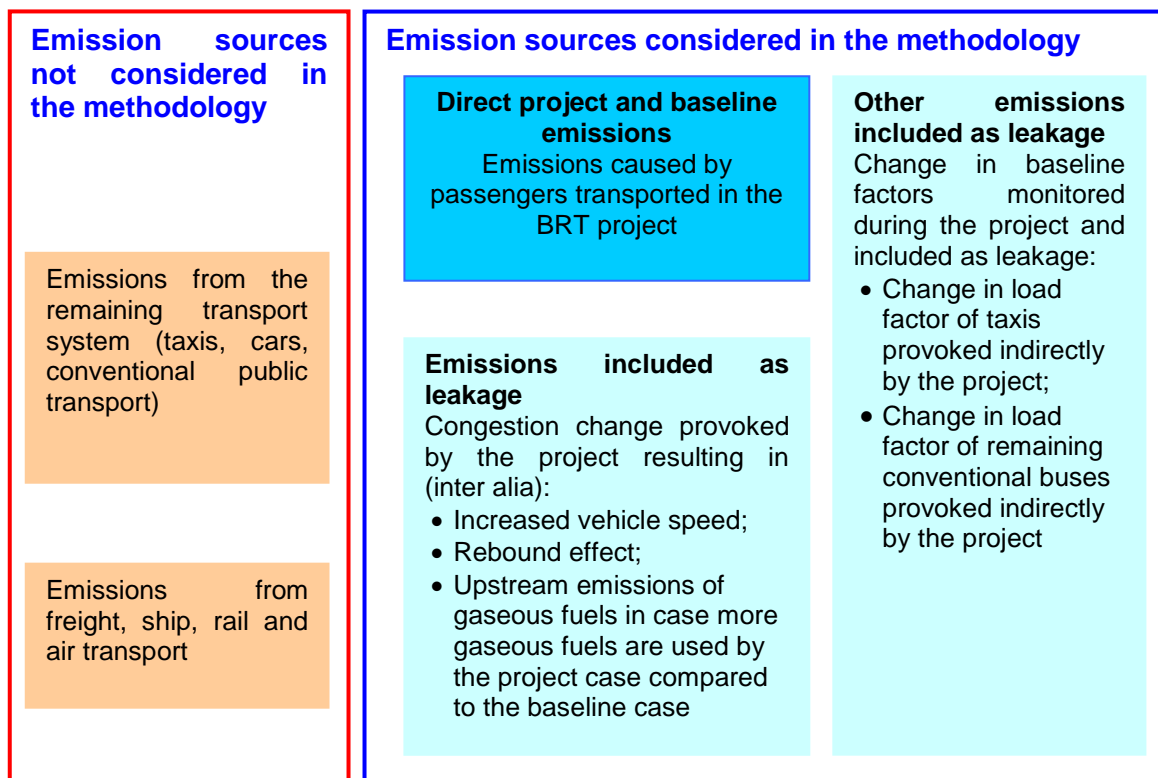 Emission sources
not considered in
the methodology
Emissions from the
remaining transport
system (taxis, cars,
conventional public
transport)
Emissions from
freight, ship, rail and
air transport
Emission sources considered in the methodology
Direct project and baseline
emissions
Emissions caused by
passengers transported in the
BRT project
Emissions included as
leakage
Congestion change provoked
by the project resulting in
(inter alia):
• Increased vehicle speed;
• Rebound effect;
• Upstream emissions of
gaseous fuels in case more
gaseous fuels are used by
the project case compared
to the baseline case
Other emissions
included as leakage
Change in baseline
factors monitored
during the project and
included as leakage:
• Change in load
factor of taxis
provoked indirectly
by the project;
• Change in load
factor of remaining
conventional buses
provoked indirectly
by the project